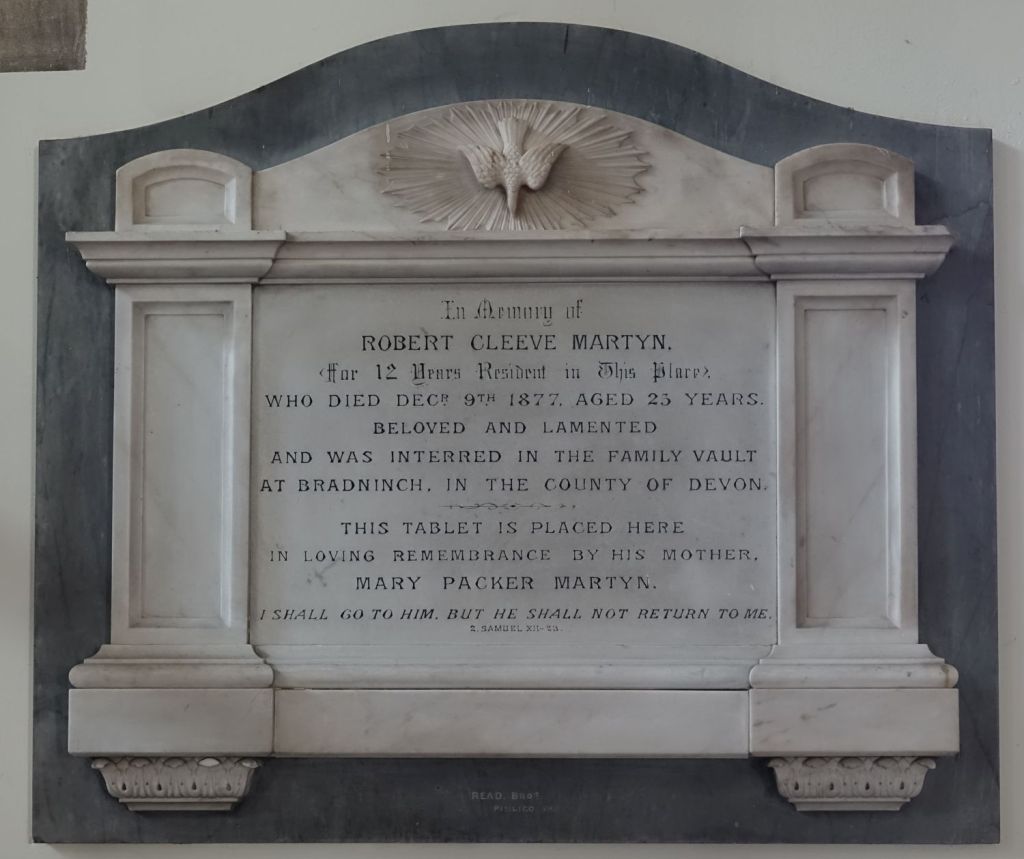 In Memory of
ROBERT CLEEVE MARTYN,
(For 12 Years Resident in This Place),
WHO DIED DECR 9TH 1877, AGED 25 YEARS.
BELOVED AND LAMENTED
AND WAS INTERRED IN THE FAMILY VAULT
AT BRADNINCH, IN THE COUNTY OF DEVON.
THIS TABLET IS PLACED HERE
IN LOVING REMEMBRANCE BY HIS MOTHER,
MARY PACKER MARTYN.
I SHALL GO TO HIM, BUT HE SHALL NOT RETURN TO ME.
2. SAMUEL XII-23.
READ, BROS
PIMLICO